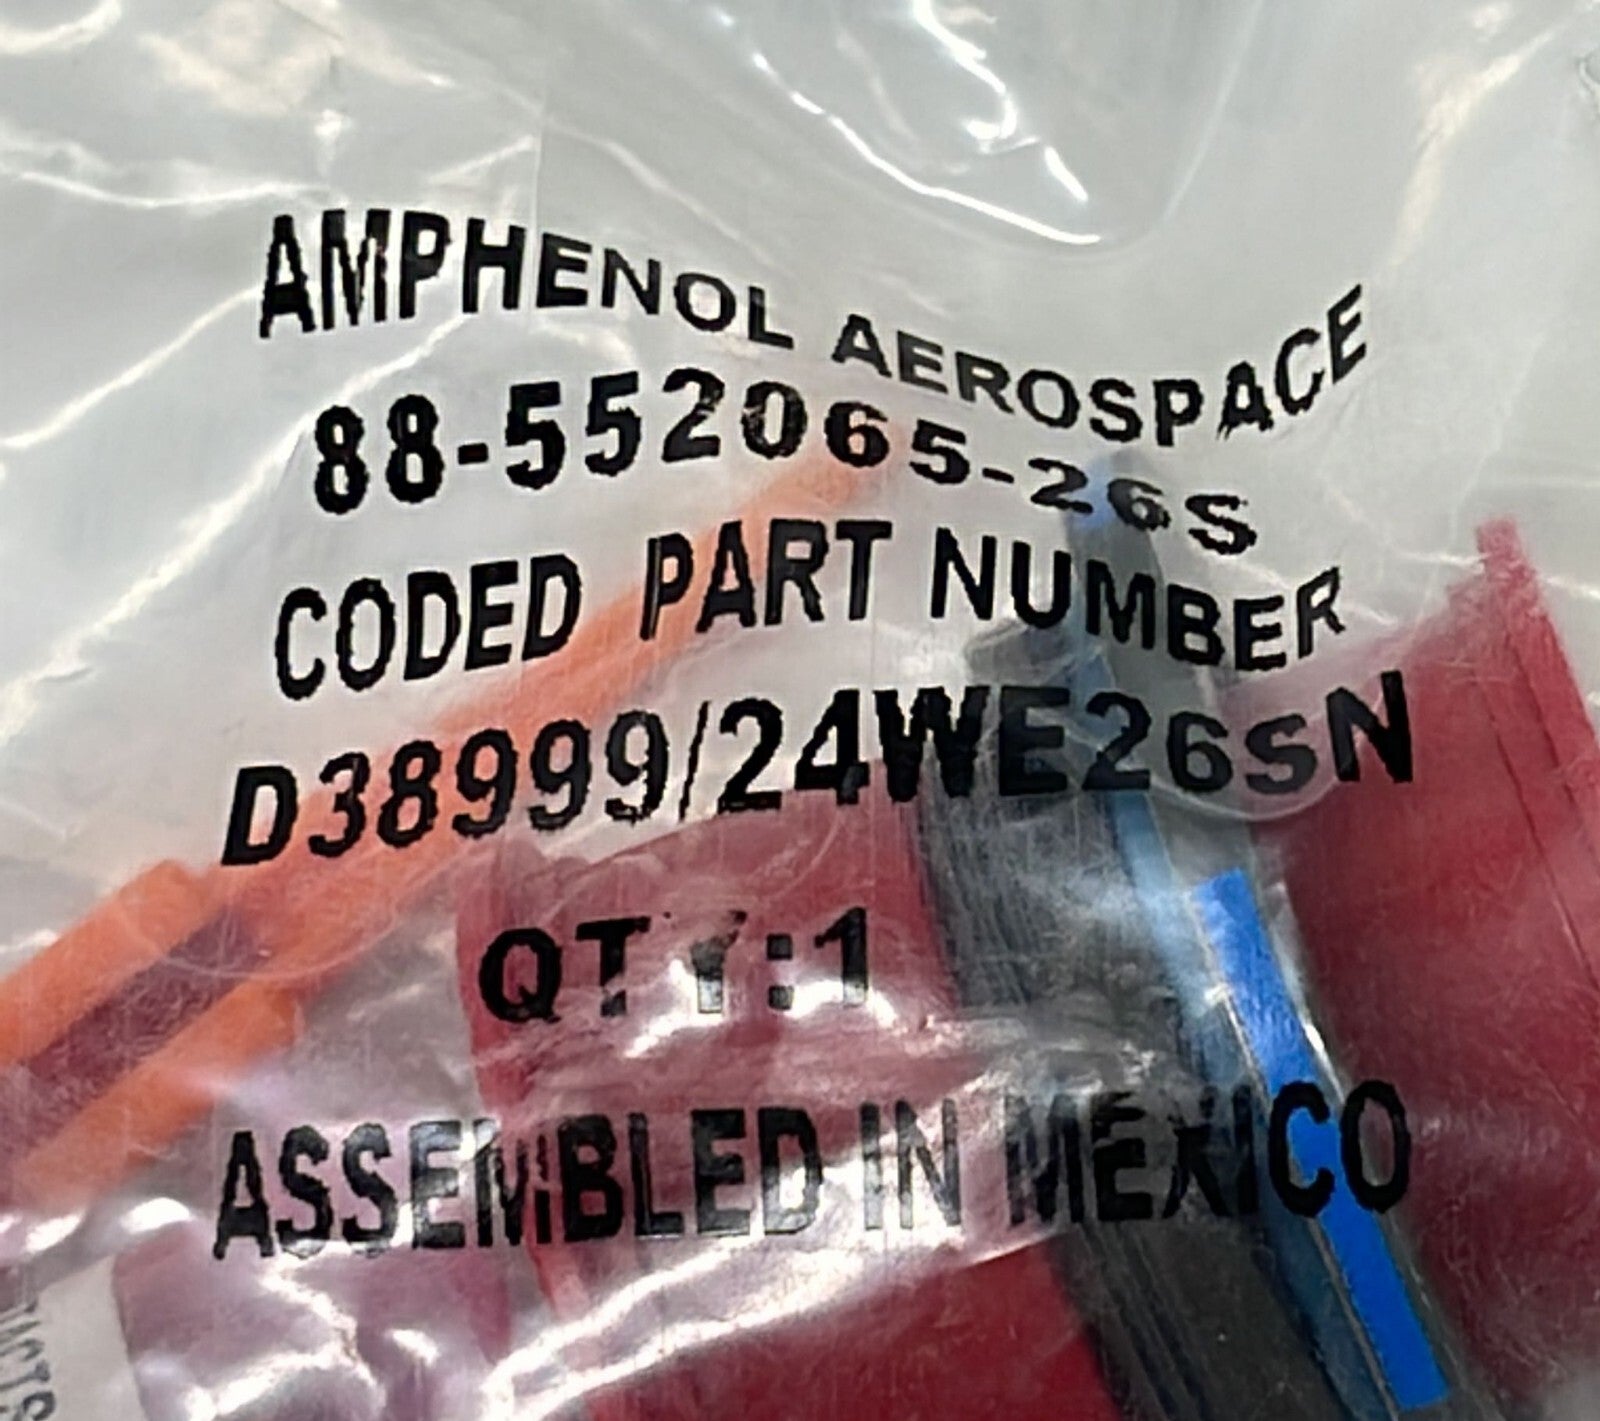 AMPHENOL AEROSPACE
88-552065-26S
CODED PART NUMBER
D38999/24WE26SN
QTY:1
ASSEMBLED IN MEXICO